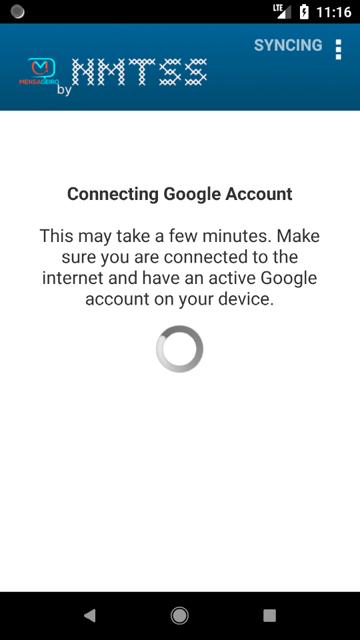 LTE 11:16
SYNCING
MENSAGEIRO
by NMTSS
Connecting Google Account
This may take a few minutes. Make
sure you are connected to the
internet and have an active Google
account on your device.